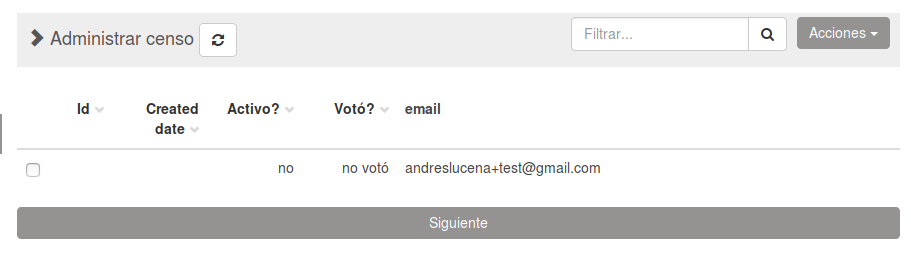 Administrar censo
Filtrar...
Acciones
Id
Created date
Activo?
Votó?
email
no
no votó
andreslucena+test@gmail.com
Siguiente